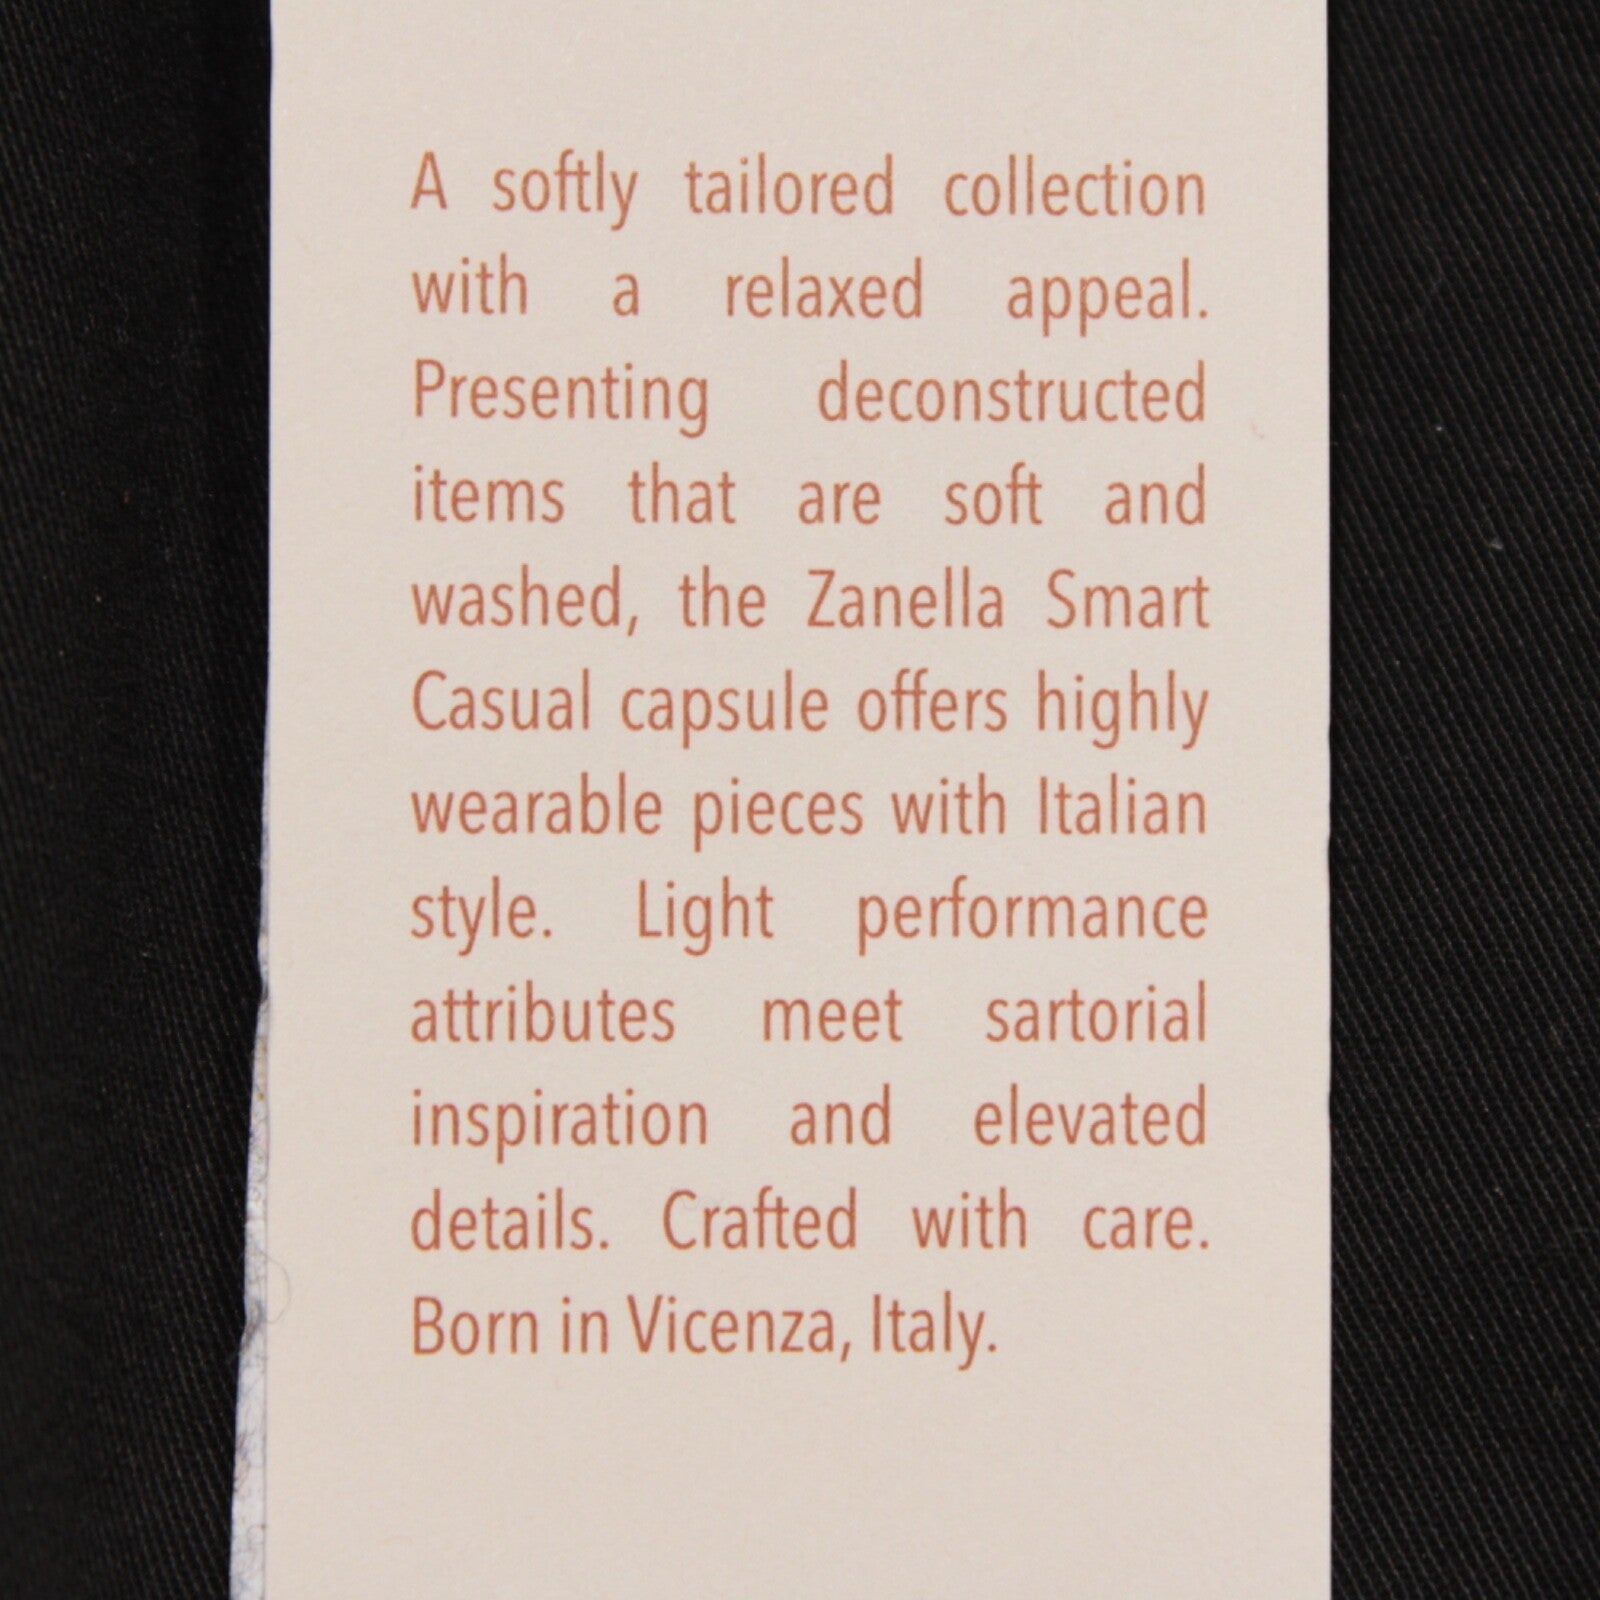 A softly tailored collection
with a relaxed appeal.
Presenting deconstructed
items that are soft and
washed, the Zanella Smart
Casual capsule offers highly
wearable pieces with Italian
style. Light performance
attributes meet sartorial
inspiration and elevated
details. Crafted with care.
Born in Vicenza, Italy.